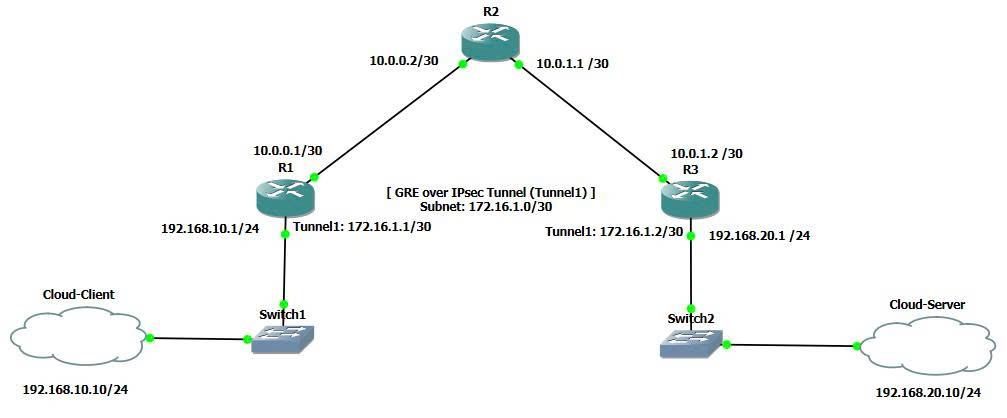 R2
10.0.0.2/30
10.0.1.1 /30
10.0.0.1/30
R1
10.0.1.2 /30
R3
[ GRE over IPsec Tunnel (Tunnel1) ]
Subnet: 172.16.1.0/30
192.168.10.1/24
Tunnel1: 172.16.1.1/30
Tunnel1: 172.16.1.2/30
192.168.20.1 /24
Cloud-Client
Switch1
Switch2
Cloud-Server
192.168.10.10/24
192.168.20.10/24